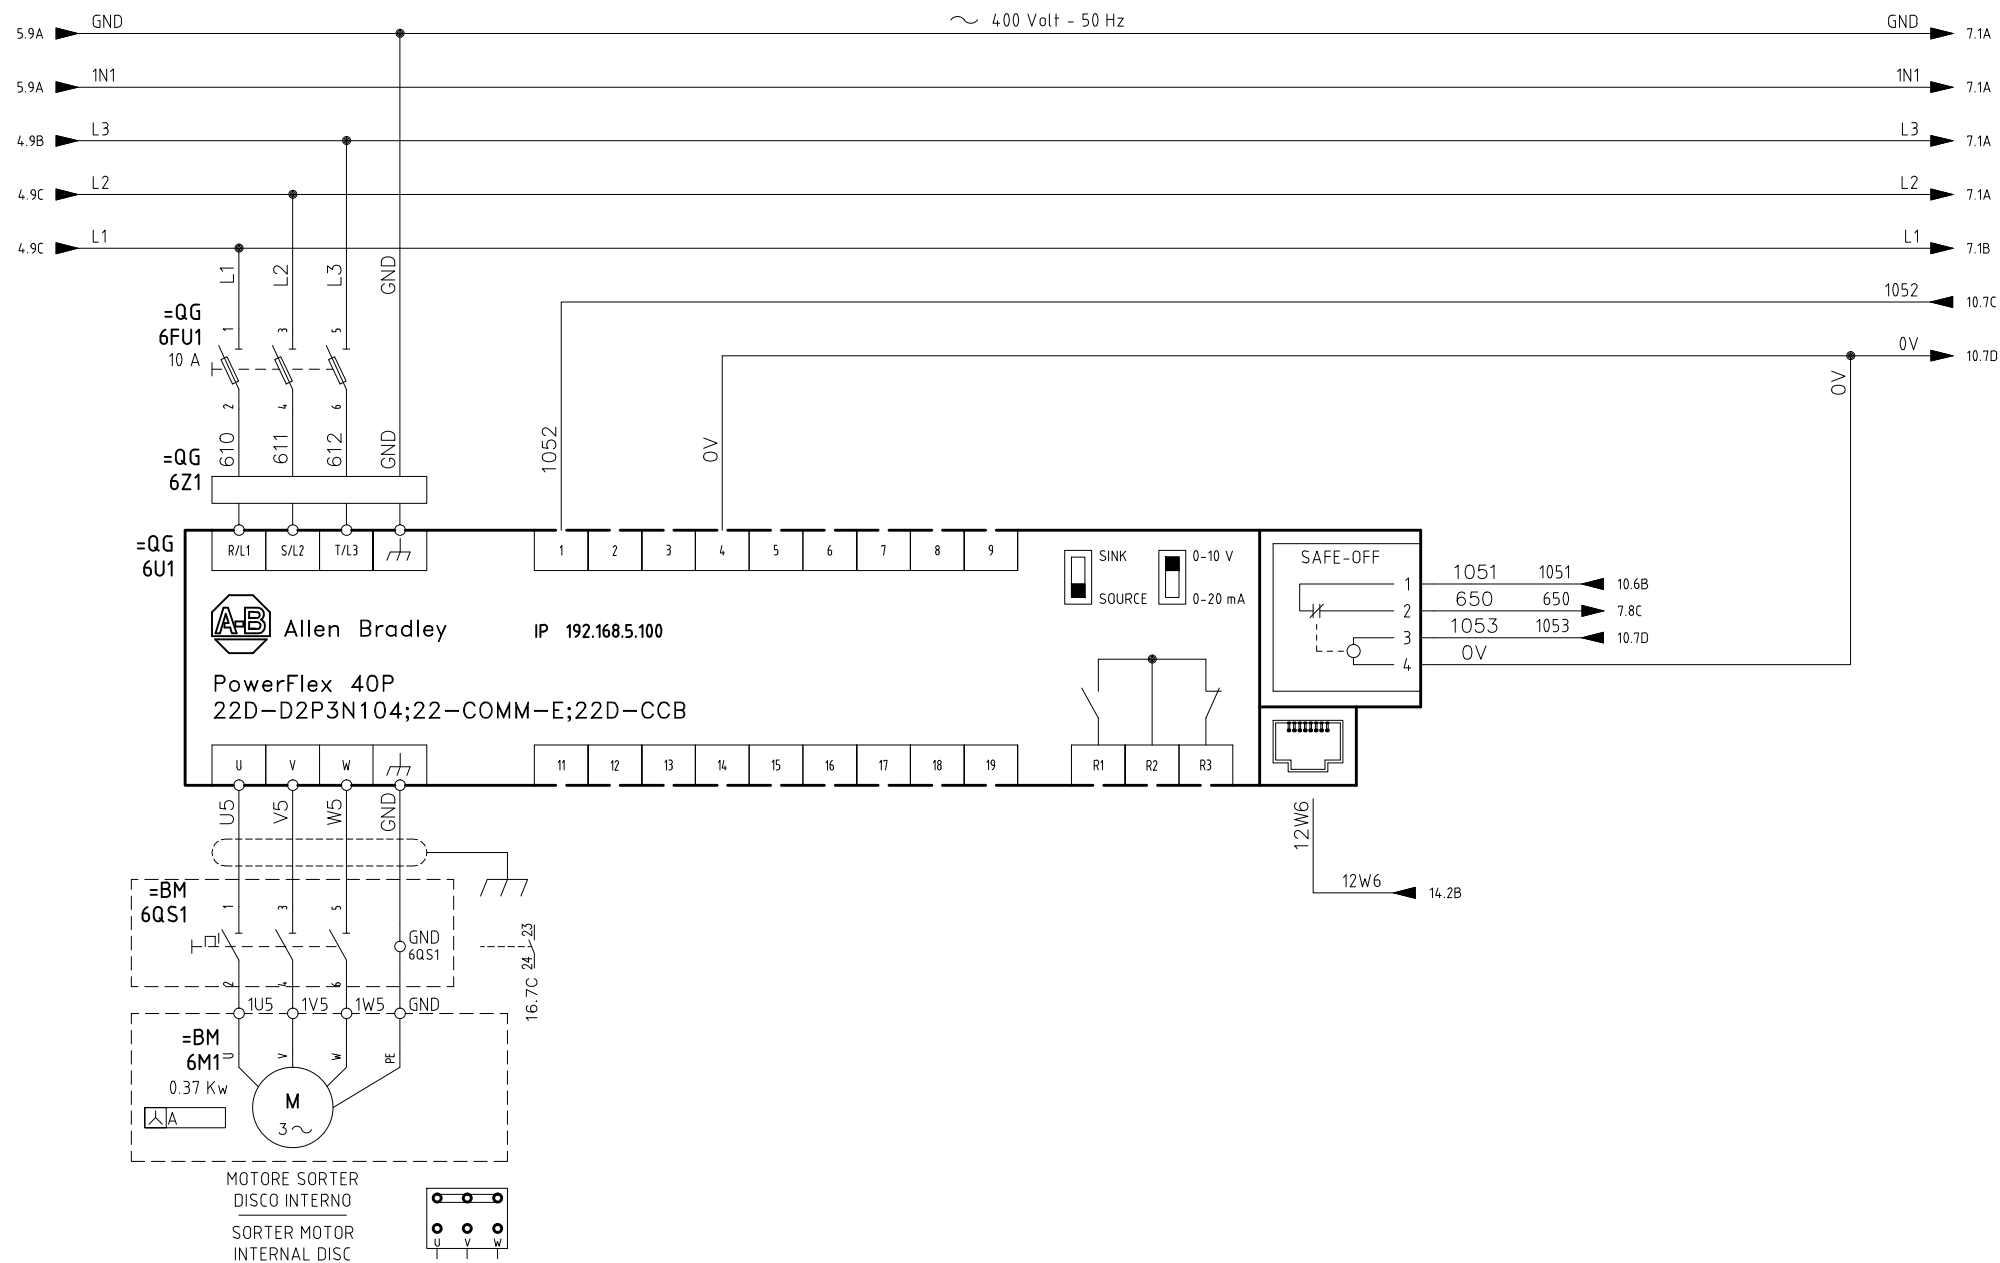 GND
~ 400 Volt - 50 Hz
GND
5.9A
7.1A
1N1
1N1
5.9A
7.1A
L3
L3
4.9B
7.1A
L2
L2
4.9C
7.1A
L1
L1
4.9C
7.1B
L1
L2
L3
GND
1052
10.7C
=QG
6FU1
10 A
1
3
5
2
4
6
0V
10.7D
0V
610
611
612
GND
1052
0V
=QG
6Z1
=QG
6U1
R/L1
S/L2
T/L3
1
2
3
4
5
6
7
8
9
SINK
SOURCE
0-10 V
0-20 mA
SAFE-OFF
1
1051
1051
10.6B
2
650
650
7.8C
3
1053
1053
10.7D
4
0V
A-B
Allen Bradley
IP 192.168.5.100
PowerFlex 40P
22D-D2P3N104;22-COMM-E;22D-CCB
U
V
W
11
12
13
14
15
16
17
18
19
R1
R2
R3
U5
V5
W5
GND
12W6
12W6
14.2B
=BM
6QS1
1
3
5
2
4
6
GND
6QS1
23
24
16.7C
1U5
1V5
1W5
GND
=BM
6M1
U
V
W
PE
0.37 Kw
A
M
3~
MOTORE SORTER
DISCO INTERNO
SORTER MOTOR
INTERNAL DISC
U
V
W